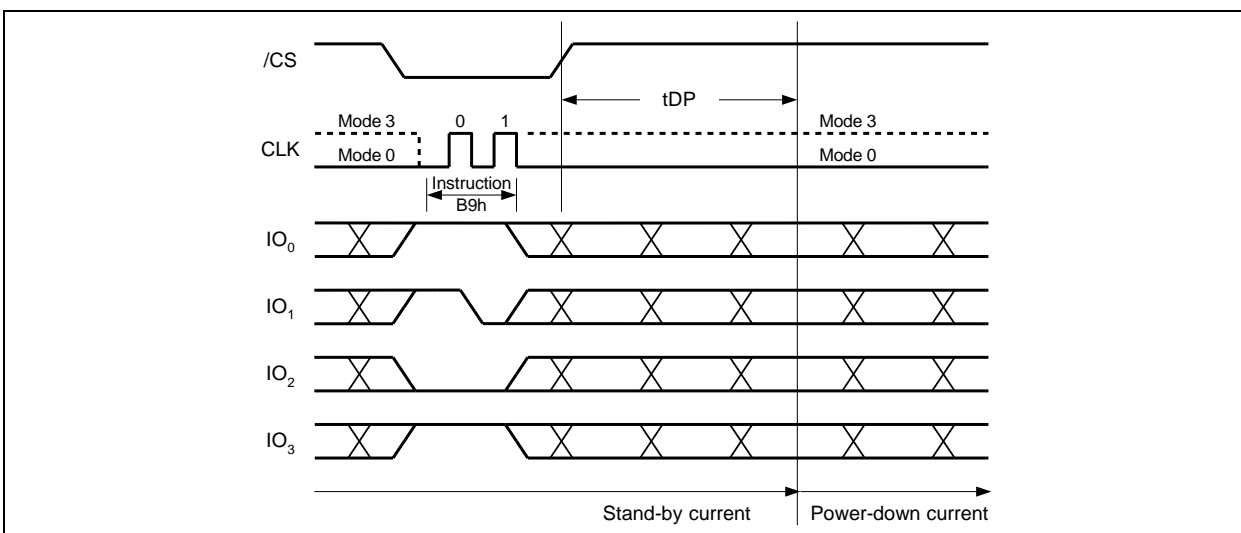 /CS
tDP
Mode 3 0 1 Mode 3
CLK
Mode 0 Mode 0
Instruction
B9h
IO0
IO1
IO2
IO3
Stand-by current Power-down current